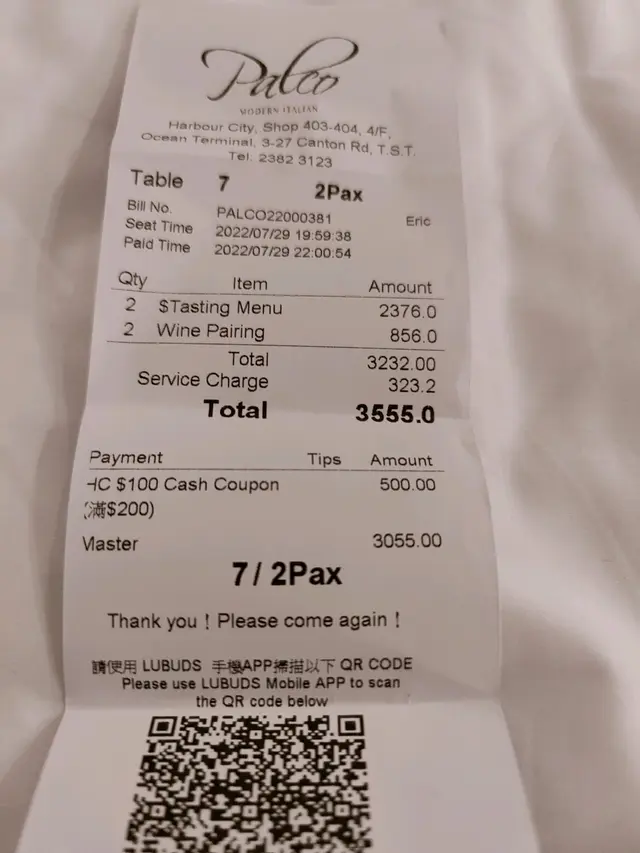 Palco
MODERN ITALIAN
Harbour City, Shop 403-404, 4/F,
Ocean Terminal, 3-27 Canton Rd, T.S.T.
Tel. 2382 3123
Table 7 2Pax
Bill No. PALCO22000381 Eric
Seat Time 2022/07/29 19:59:38
Paid Time 2022/07/29 22:00:54
Qty Item Amount
2 $Tasting Menu 2376.0
2 Wine Pairing 856.0
Total 3232.00
Service Charge 323.2
Total 3555.0
Payment Tips Amount
HC $100 Cash Coupon 500.00
(滿$200)
Master 3055.00
7 / 2Pax
Thank you ! Please come again !
請使用 LUBUDS 手機APP掃描以下 QR CODE
Please use LUBUDS Mobile APP to scan
the QR code below